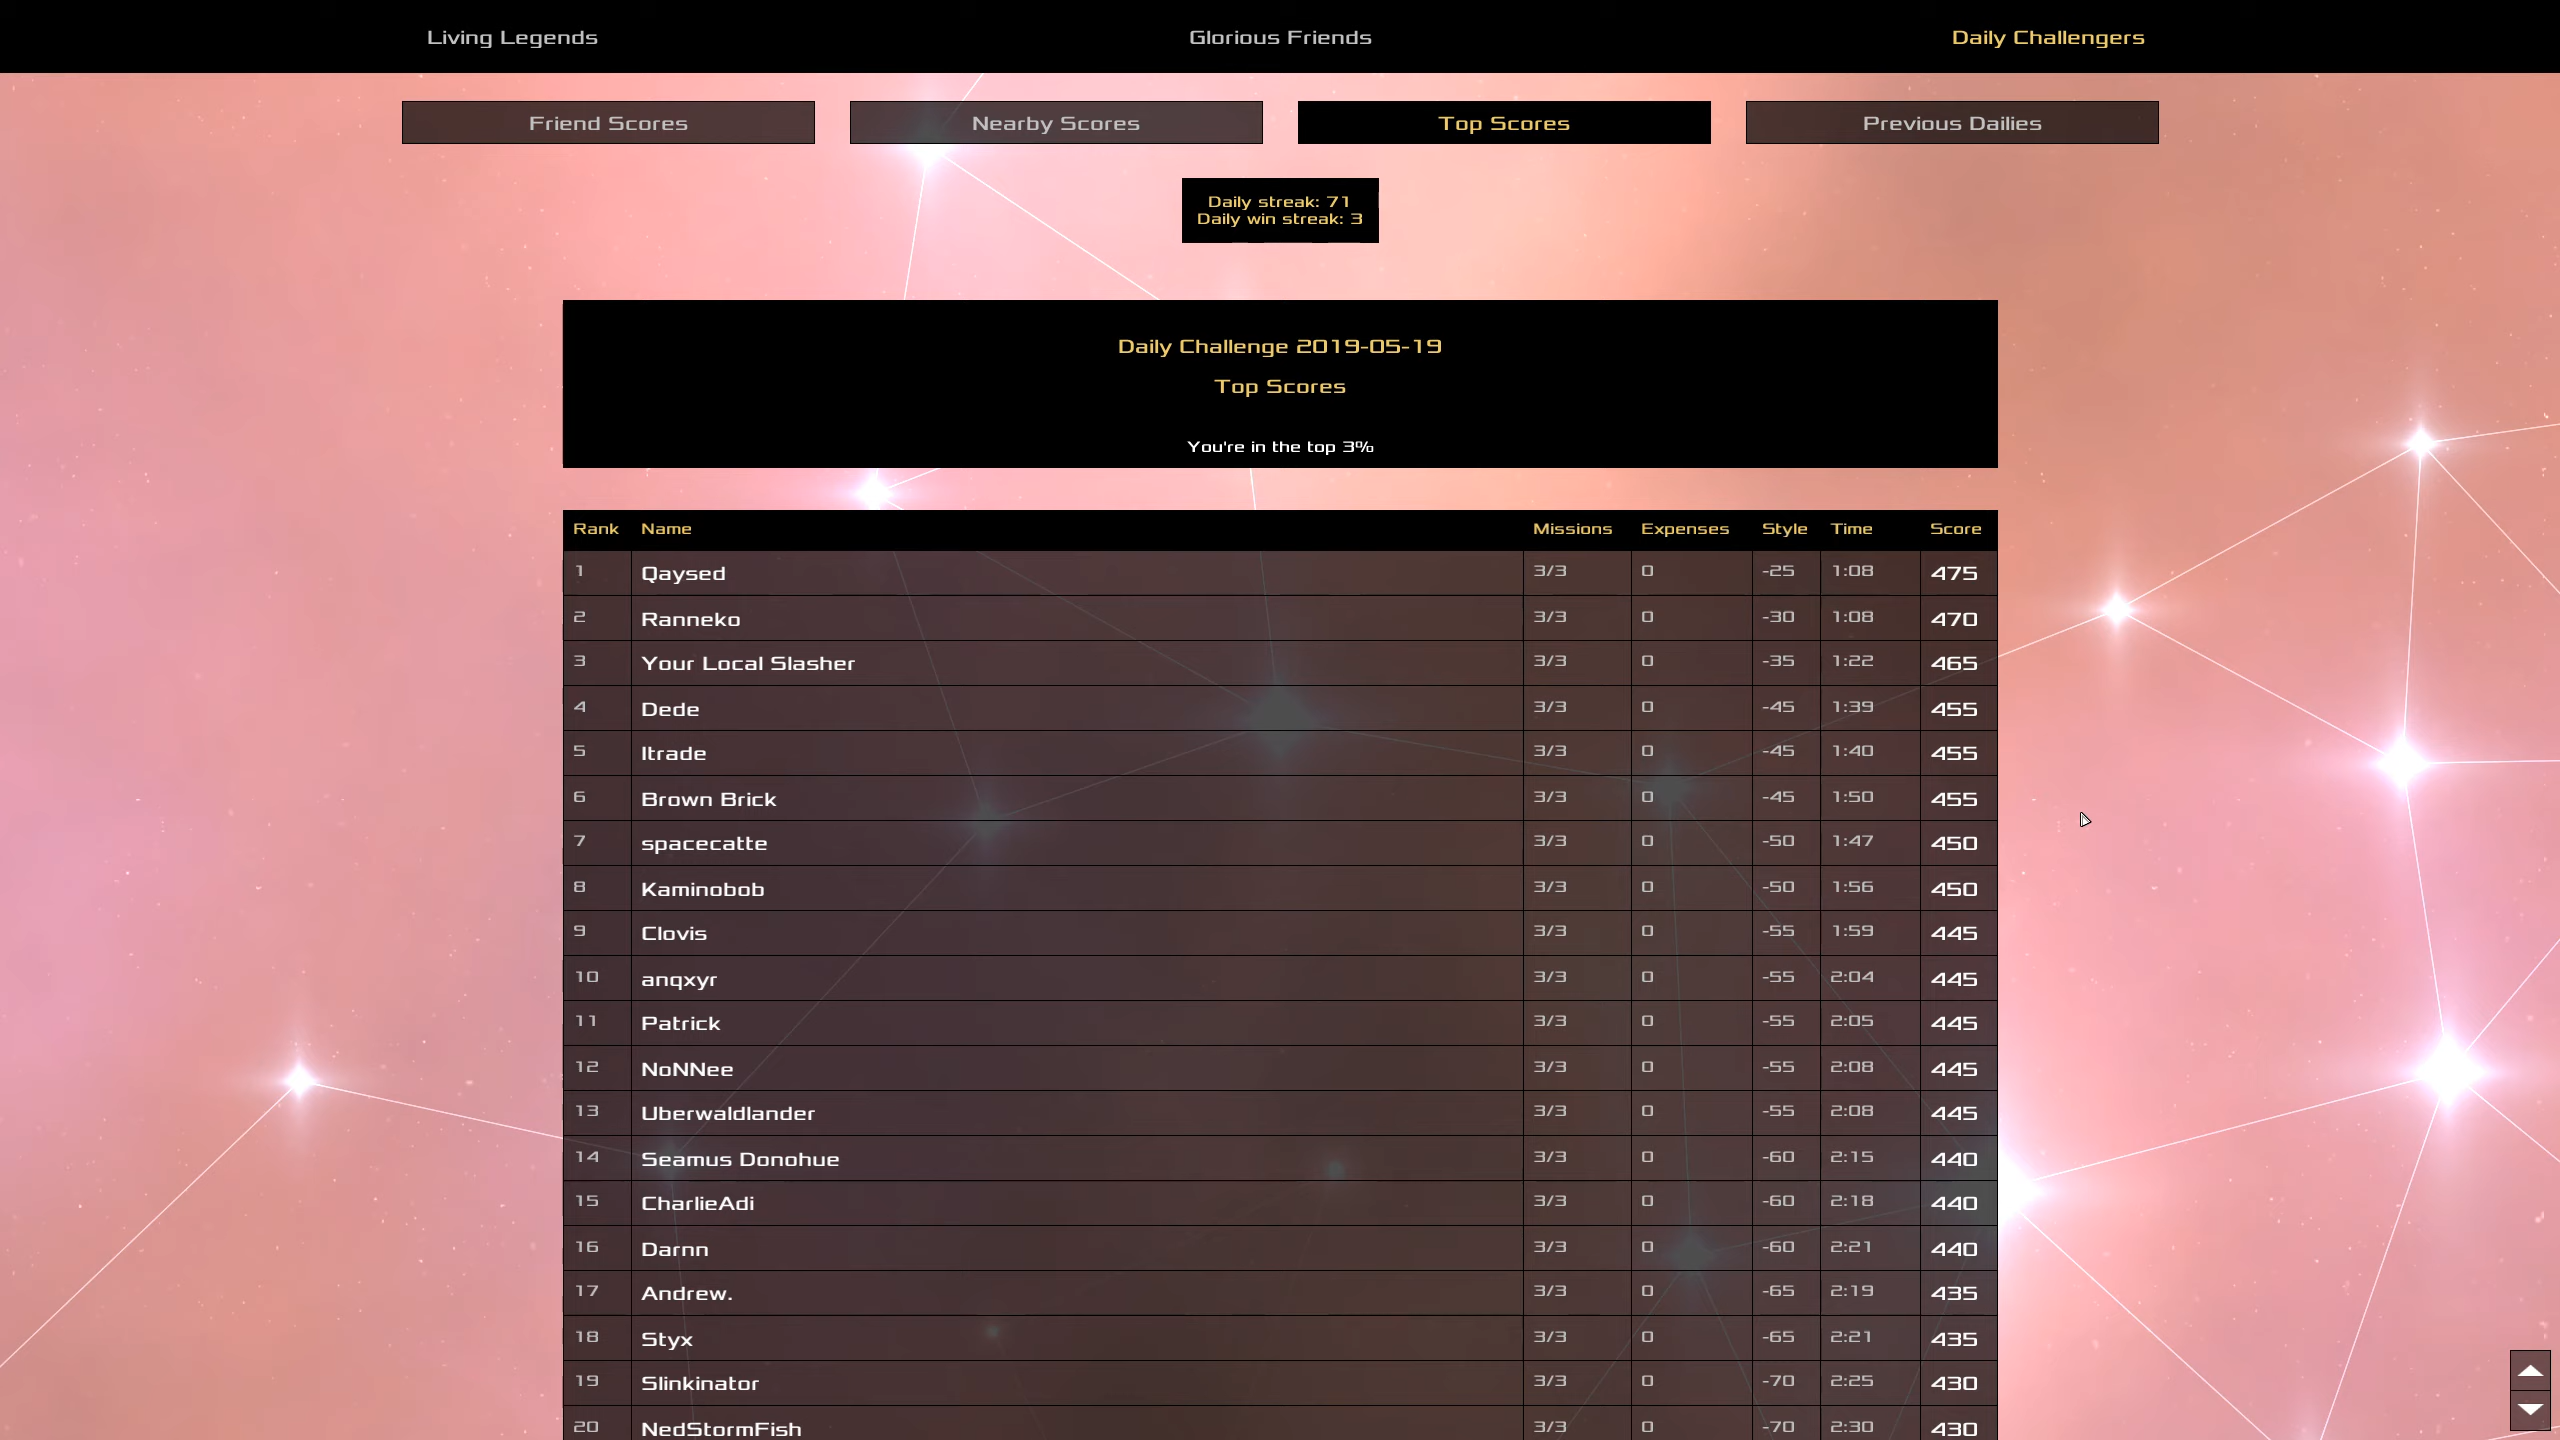 Living Legends Glorious Friends Daily Challengers
Friend Scores Nearby Scores Top Scores Previous Dailies
Daily streak: 71
Daily win streak: 3
Daily Challenge 2019-05-19
Top Scores
You're in the top 3%
Rank Name Missions Expenses Style Time Score
1 Qaysed 3/3 0 -25 1:08 475
2 Ranneko 3/3 0 -30 1:08 470
3 Your Local Slasher 3/3 0 -35 1:22 465
4 Dede 3/3 0 -45 1:39 455
5 Itrade 3/3 0 -45 1:40 455
6 Brown Brick 3/3 0 -45 1:50 455
7 spacecatte 3/3 0 -50 1:47 450
8 Kaminobob 3/3 0 -50 1:56 450
9 Clovis 3/3 0 -55 1:59 445
10 anqxyr 3/3 0 -55 2:04 445
11 Patrick 3/3 0 -55 2:05 445
12 NoNNee 3/3 0 -55 2:08 445
13 Uberwaldlander 3/3 0 -55 2:08 445
14 Seamus Donohue 3/3 0 -60 2:15 440
15 CharlieAdi 3/3 0 -60 2:18 440
16 Darnn 3/3 0 -60 2:21 440
17 Andrew. 3/3 0 -65 2:19 435
18 Styx 3/3 0 -65 2:21 435
19 Slinkinator 3/3 0 -70 2:25 430
20 NedStormFish 3/3 0 -70 2:30 430